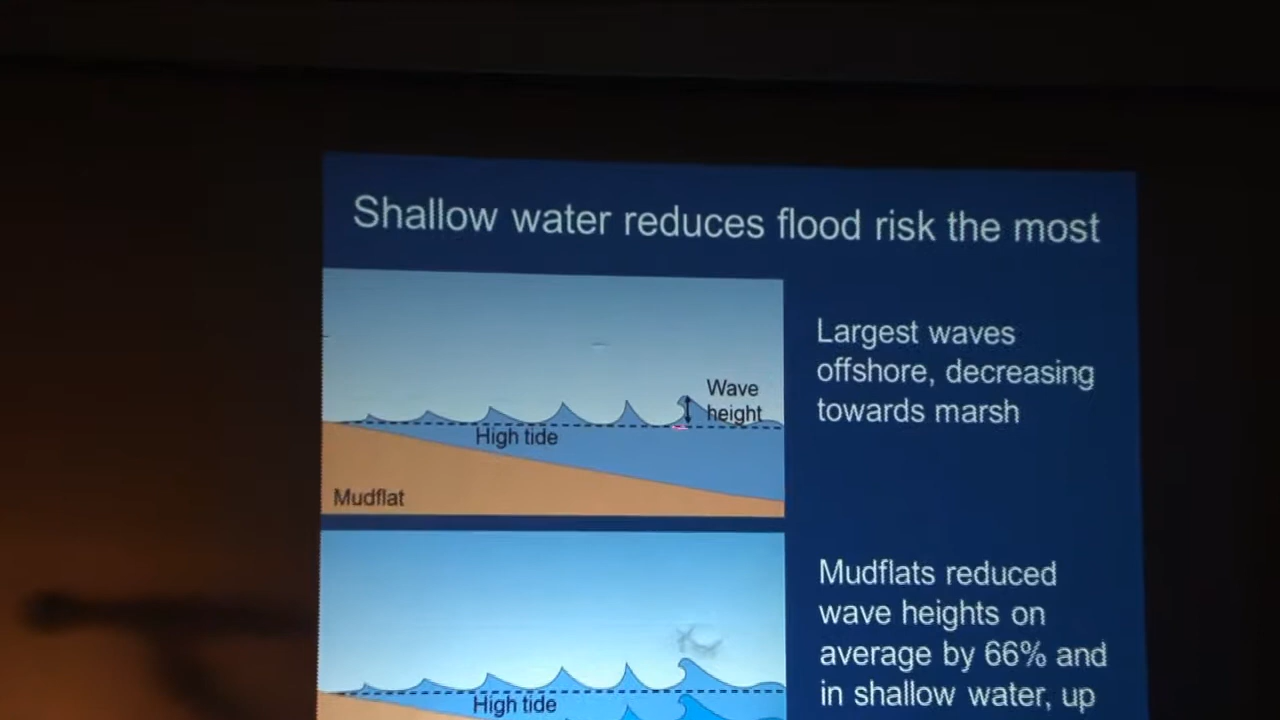 Shallow water reduces flood risk the most
Wave
height
High tide
Mudflat
Largest waves
offshore, decreasing
towards marsh
High tide
Mudflats reduced
wave heights on
average by 66% and
in shallow water, up